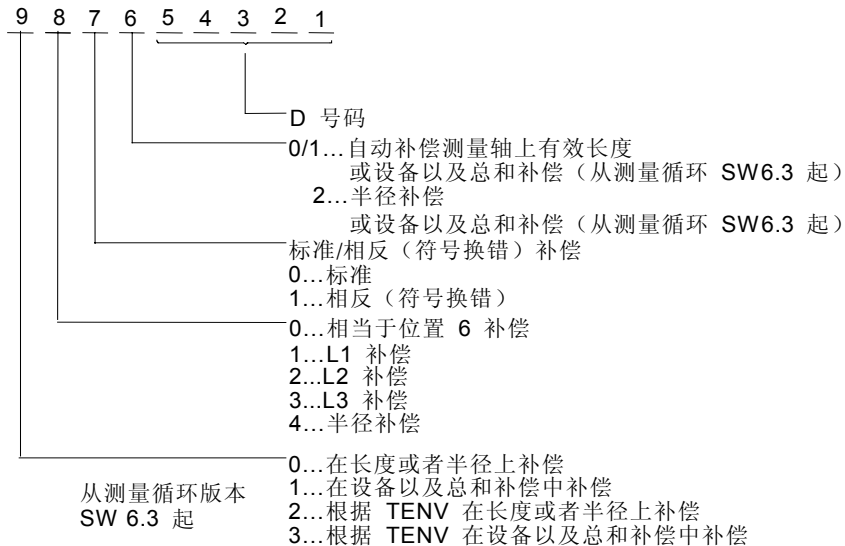 9 8 7 6 5 4 3 2 1
D 号码
0/1…自动补偿测量轴上有效长度
或设备以及总和补偿（从测量循环 SW6.3 起）
2…半径补偿
或设备以及总和补偿（从测量循环 SW6.3 起）
标准/相反（符号换错）补偿
0…标准
1…相反（符号换错）
0…相当于位置 6 补偿
1…L1 补偿
2...L2 补偿
3...L3 补偿
4…半径补偿
0…在长度或者半径上补偿
1…在设备以及总和补偿中补偿
2…根据 TENV 在长度或者半径上补偿
3…根据 TENV 在设备以及总和补偿中补偿
从测量循环版本
SW 6.3 起